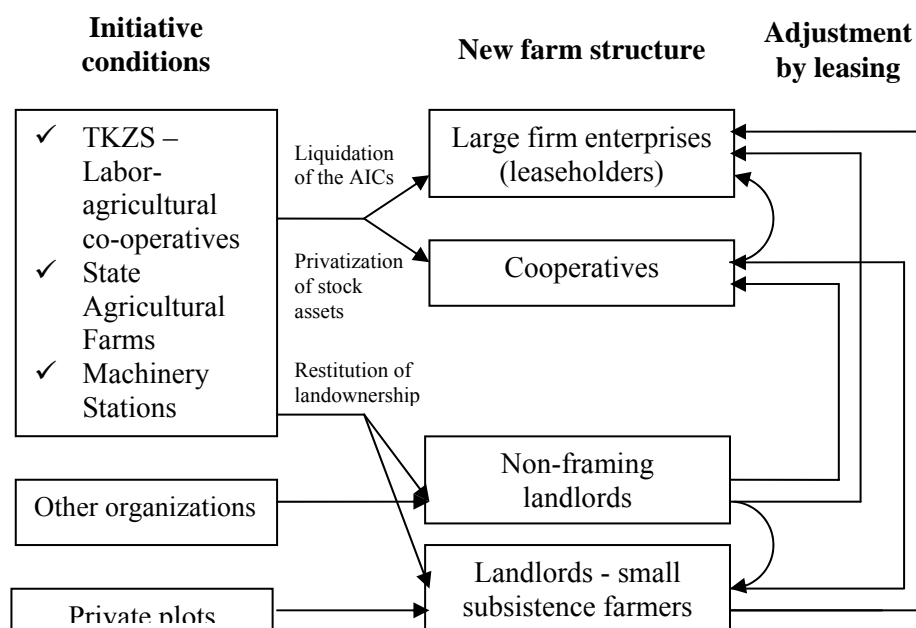 Initiative
conditions
New farm structure
Adjustment
by leasing
✓ TKZS –
Labor-
agricultural
co-operatives
✓ State
Agricultural
Farms
✓ Machinery
Stations
Liquidation
of the AICs
Privatization
of stock
assets
Restitution of
landownership
Large firm enterprises
(leaseholders)
Cooperatives
Non-framing
landlords
Other organizations
Landlords - small
subsistence farmers
Private plots